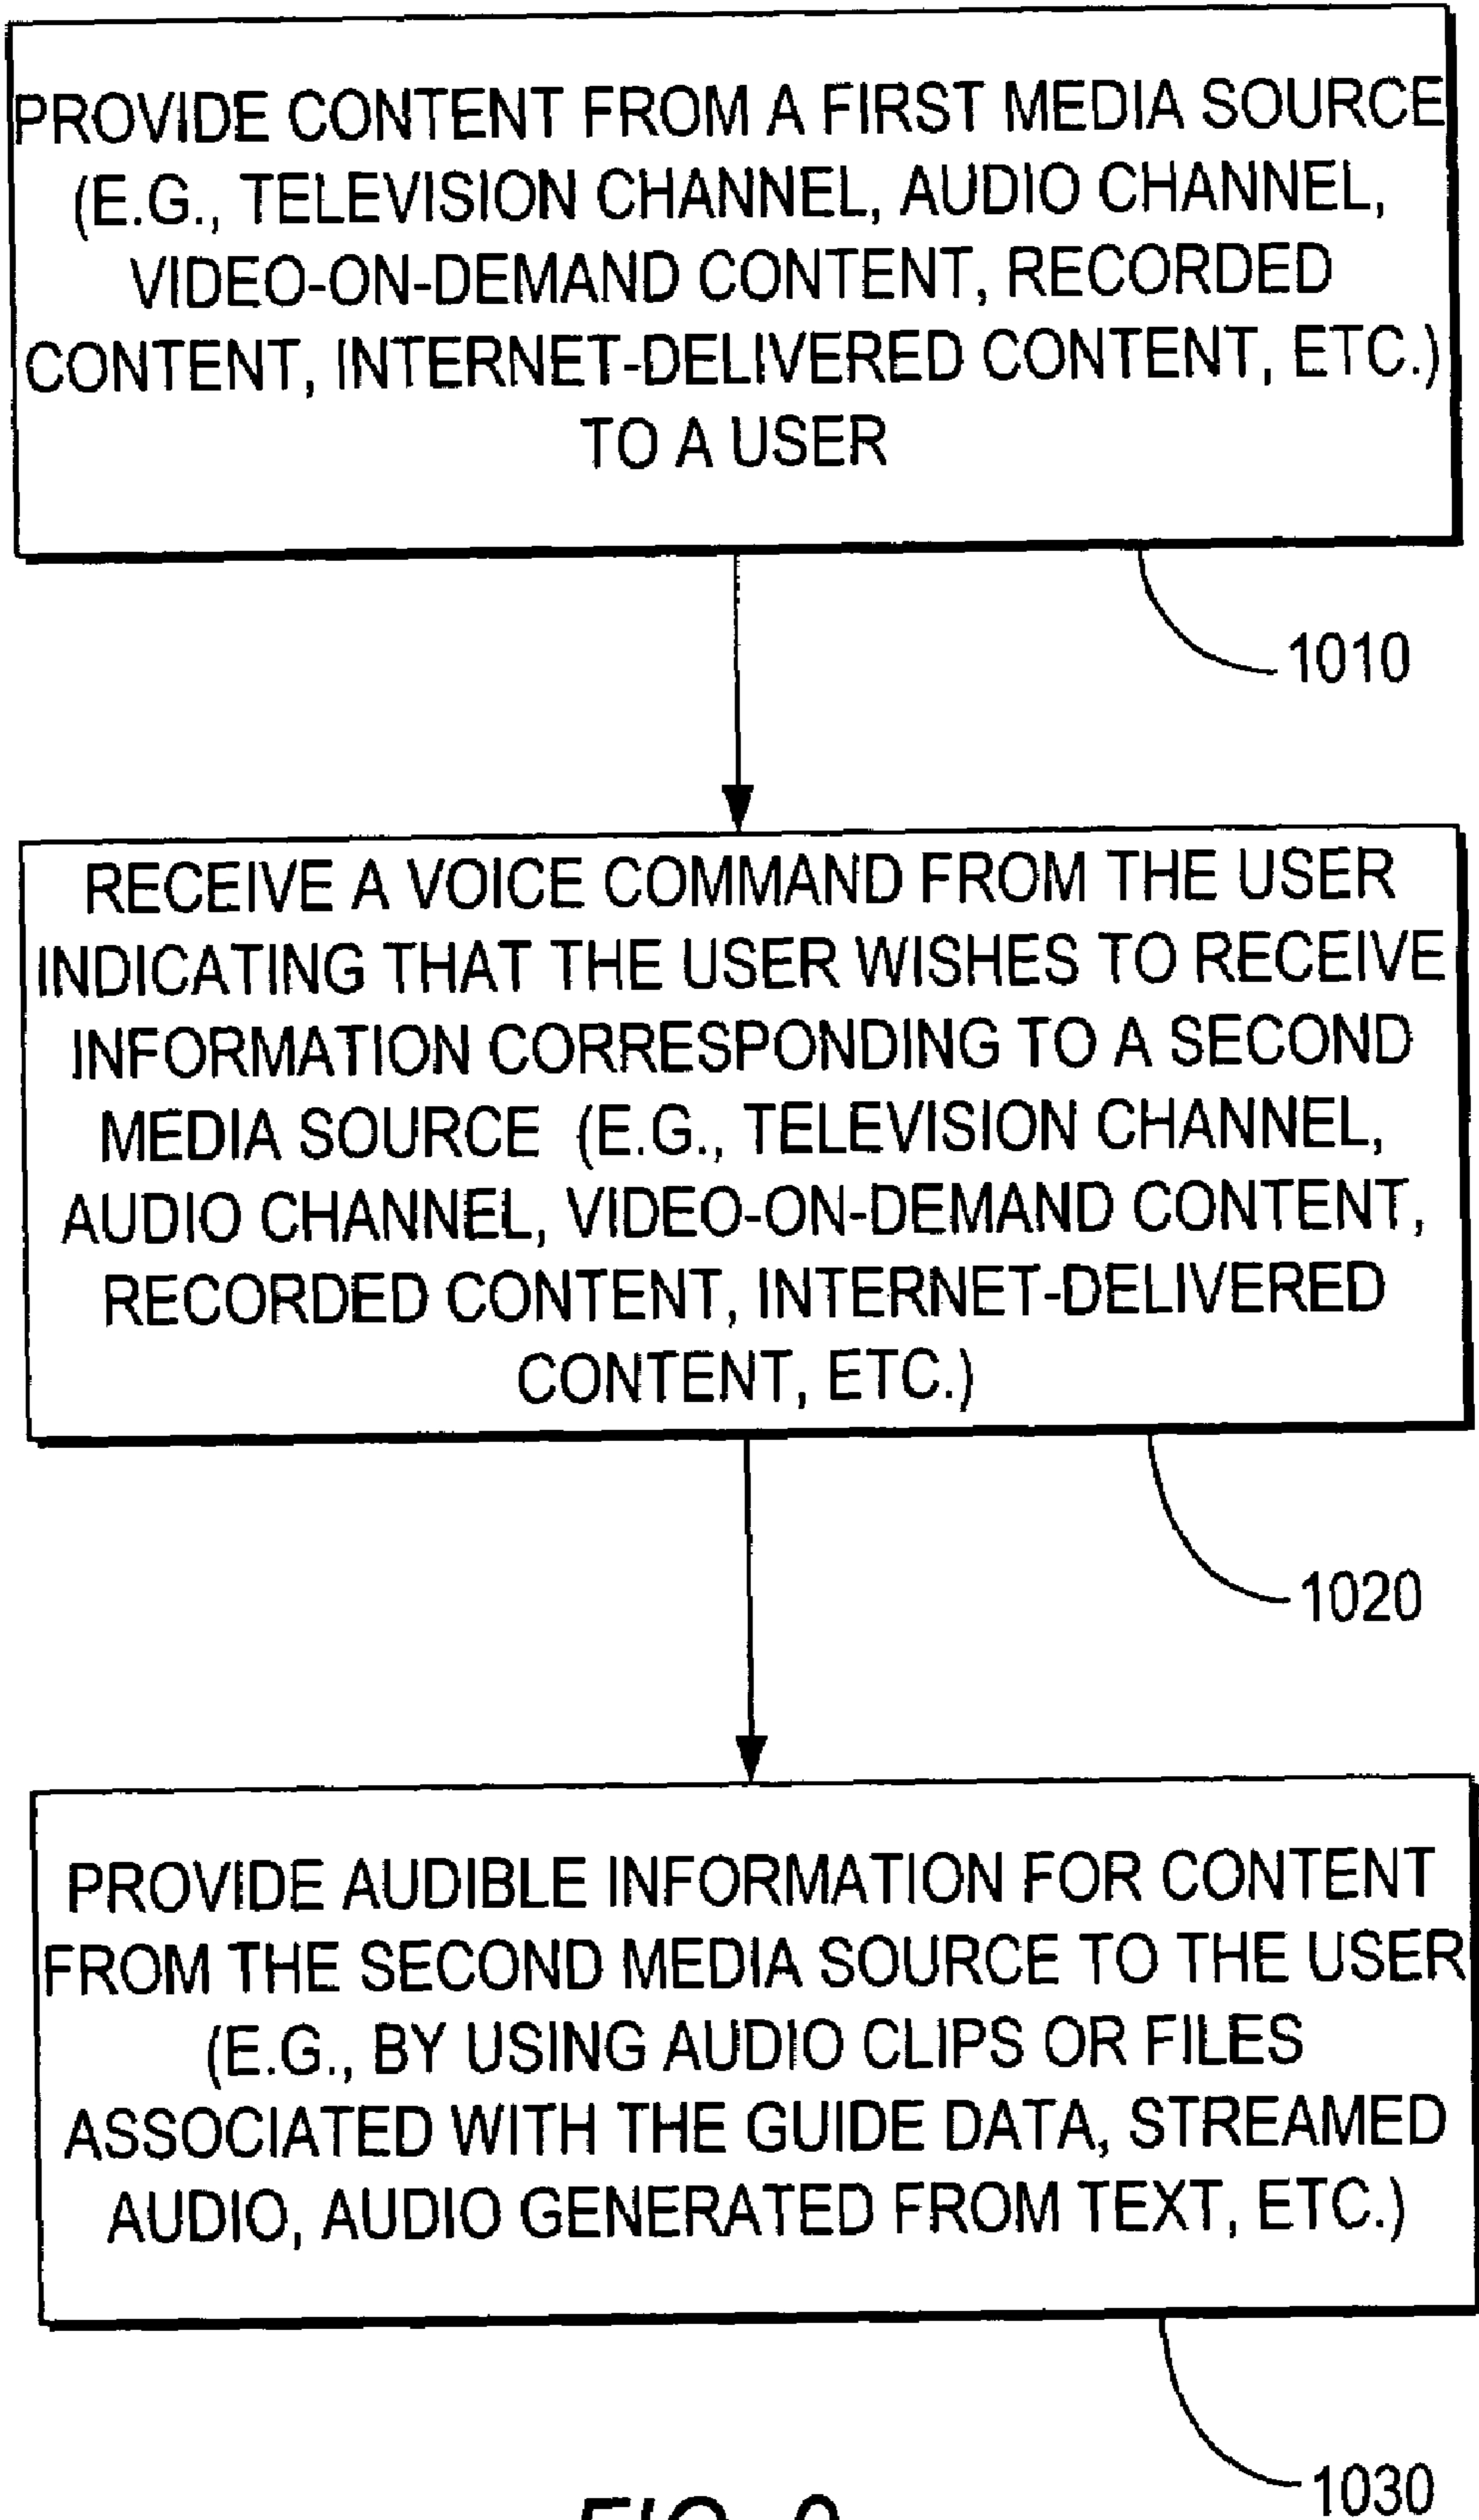 PROVIDE CONTENT FROM A FIRST MEDIA SOURCE
(E.G., TELEVISION CHANNEL, AUDIO CHANNEL,
VIDEO-ON-DEMAND CONTENT, RECORDED
CONTENT, INTERNET-DELIVERED CONTENT, ETC.)
TO A USER
1010
RECEIVE A VOICE COMMAND FROM THE USER
INDICATING THAT THE USER WISHES TO RECEIVE
INFORMATION CORRESPONDING TO A SECOND
MEDIA SOURCE (E.G., TELEVISION CHANNEL,
AUDIO CHANNEL, VIDEO-ON-DEMAND CONTENT,
RECORDED CONTENT, INTERNET-DELIVERED
CONTENT, ETC.)
1020
PROVIDE AUDIBLE INFORMATION FOR CONTENT
FROM THE SECOND MEDIA SOURCE TO THE USER
(E.G., BY USING AUDIO CLIPS OR FILES
ASSOCIATED WITH THE GUIDE DATA, STREAMED
AUDIO, AUDIO GENERATED FROM TEXT, ETC.)
1030